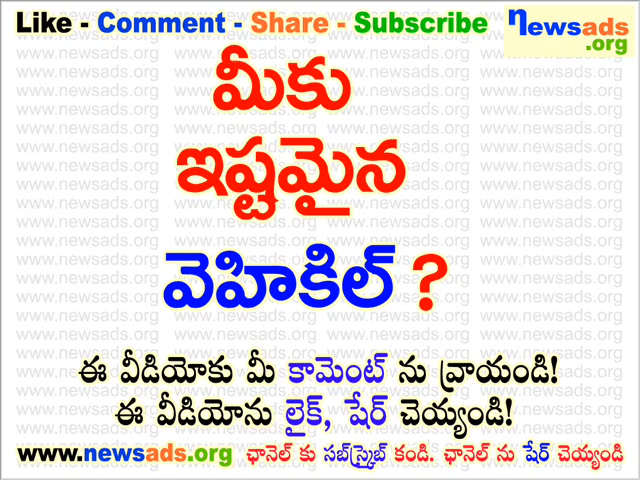 Like - Comment - Share - Subscribe
newsads
.org
మీకు
ఇష్టమైన
వెహికిల్ ?
ఈ వీడియోకు మీ కామెంట్ ను వ్రాయండి!
ఈ వీడియోను లైక్, షేర్ చెయ్యండి!
www.newsads.org ఛానెల్ కు సబ్‌స్క్రైబ్ కండి. ఛానెల్ ను షేర్ చెయ్యండి